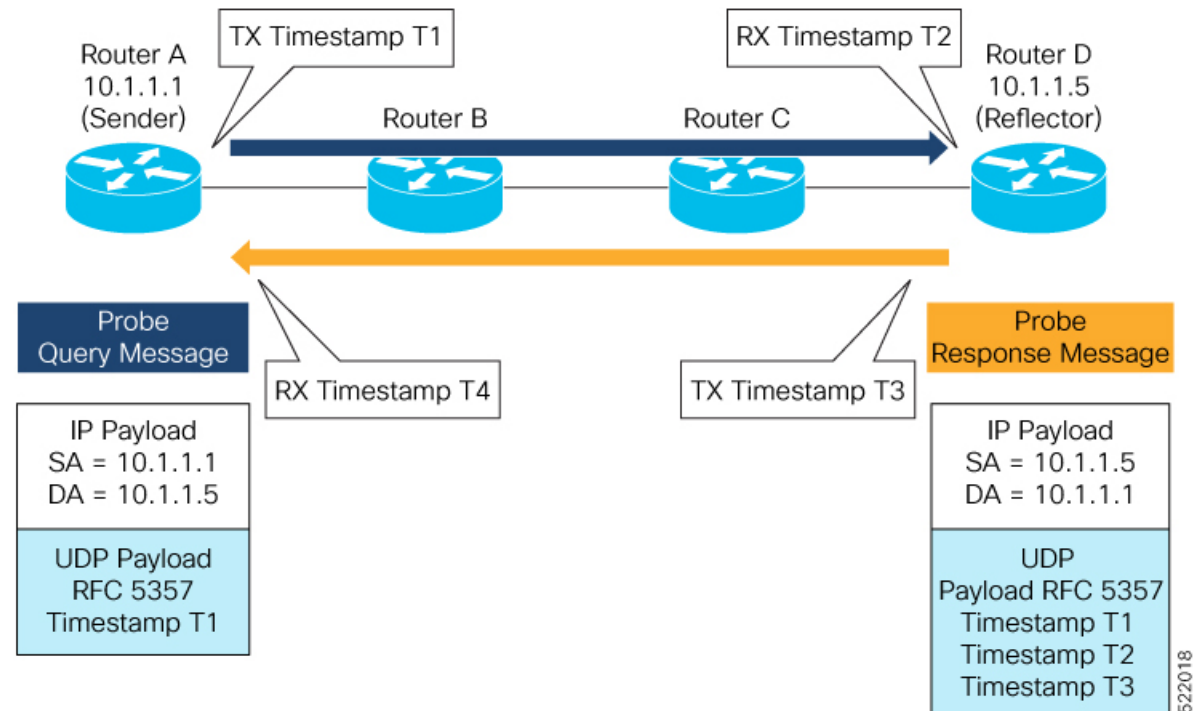 TX Timestamp T1
RX Timestamp T2
Router A
10.1.1.1
(Sender)
Router B
Router C
Router D
10.1.1.5
(Reflector)
Probe
Query Message
RX Timestamp T4
TX Timestamp T3
Probe
Response Message
IP Payload
SA = 10.1.1.1
DA = 10.1.1.5
UDP Payload
RFC 5357
Timestamp T1
IP Payload
SA = 10.1.1.5
DA = 10.1.1.1
UDP
Payload RFC 5357
Timestamp T1
Timestamp T2
Timestamp T3
522018